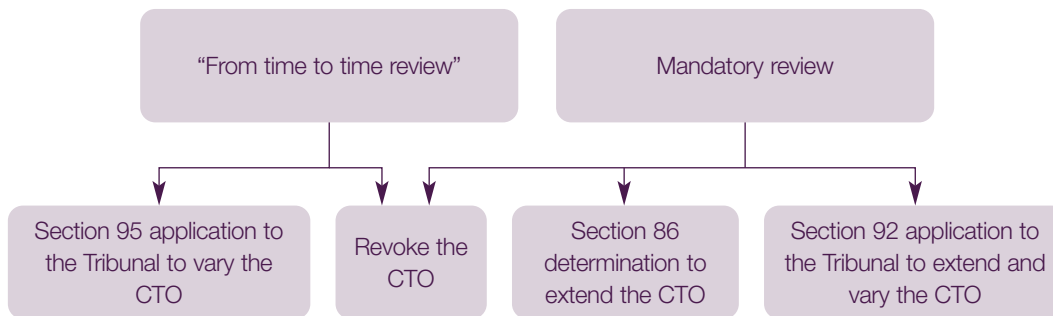 “From time to time review”
Mandatory review
Section 95 application to
the Tribunal to vary the
CTO
Revoke the
CTO
Section 86
determination to
extend the CTO
Section 92 application to
the Tribunal to extend and
vary the CTO